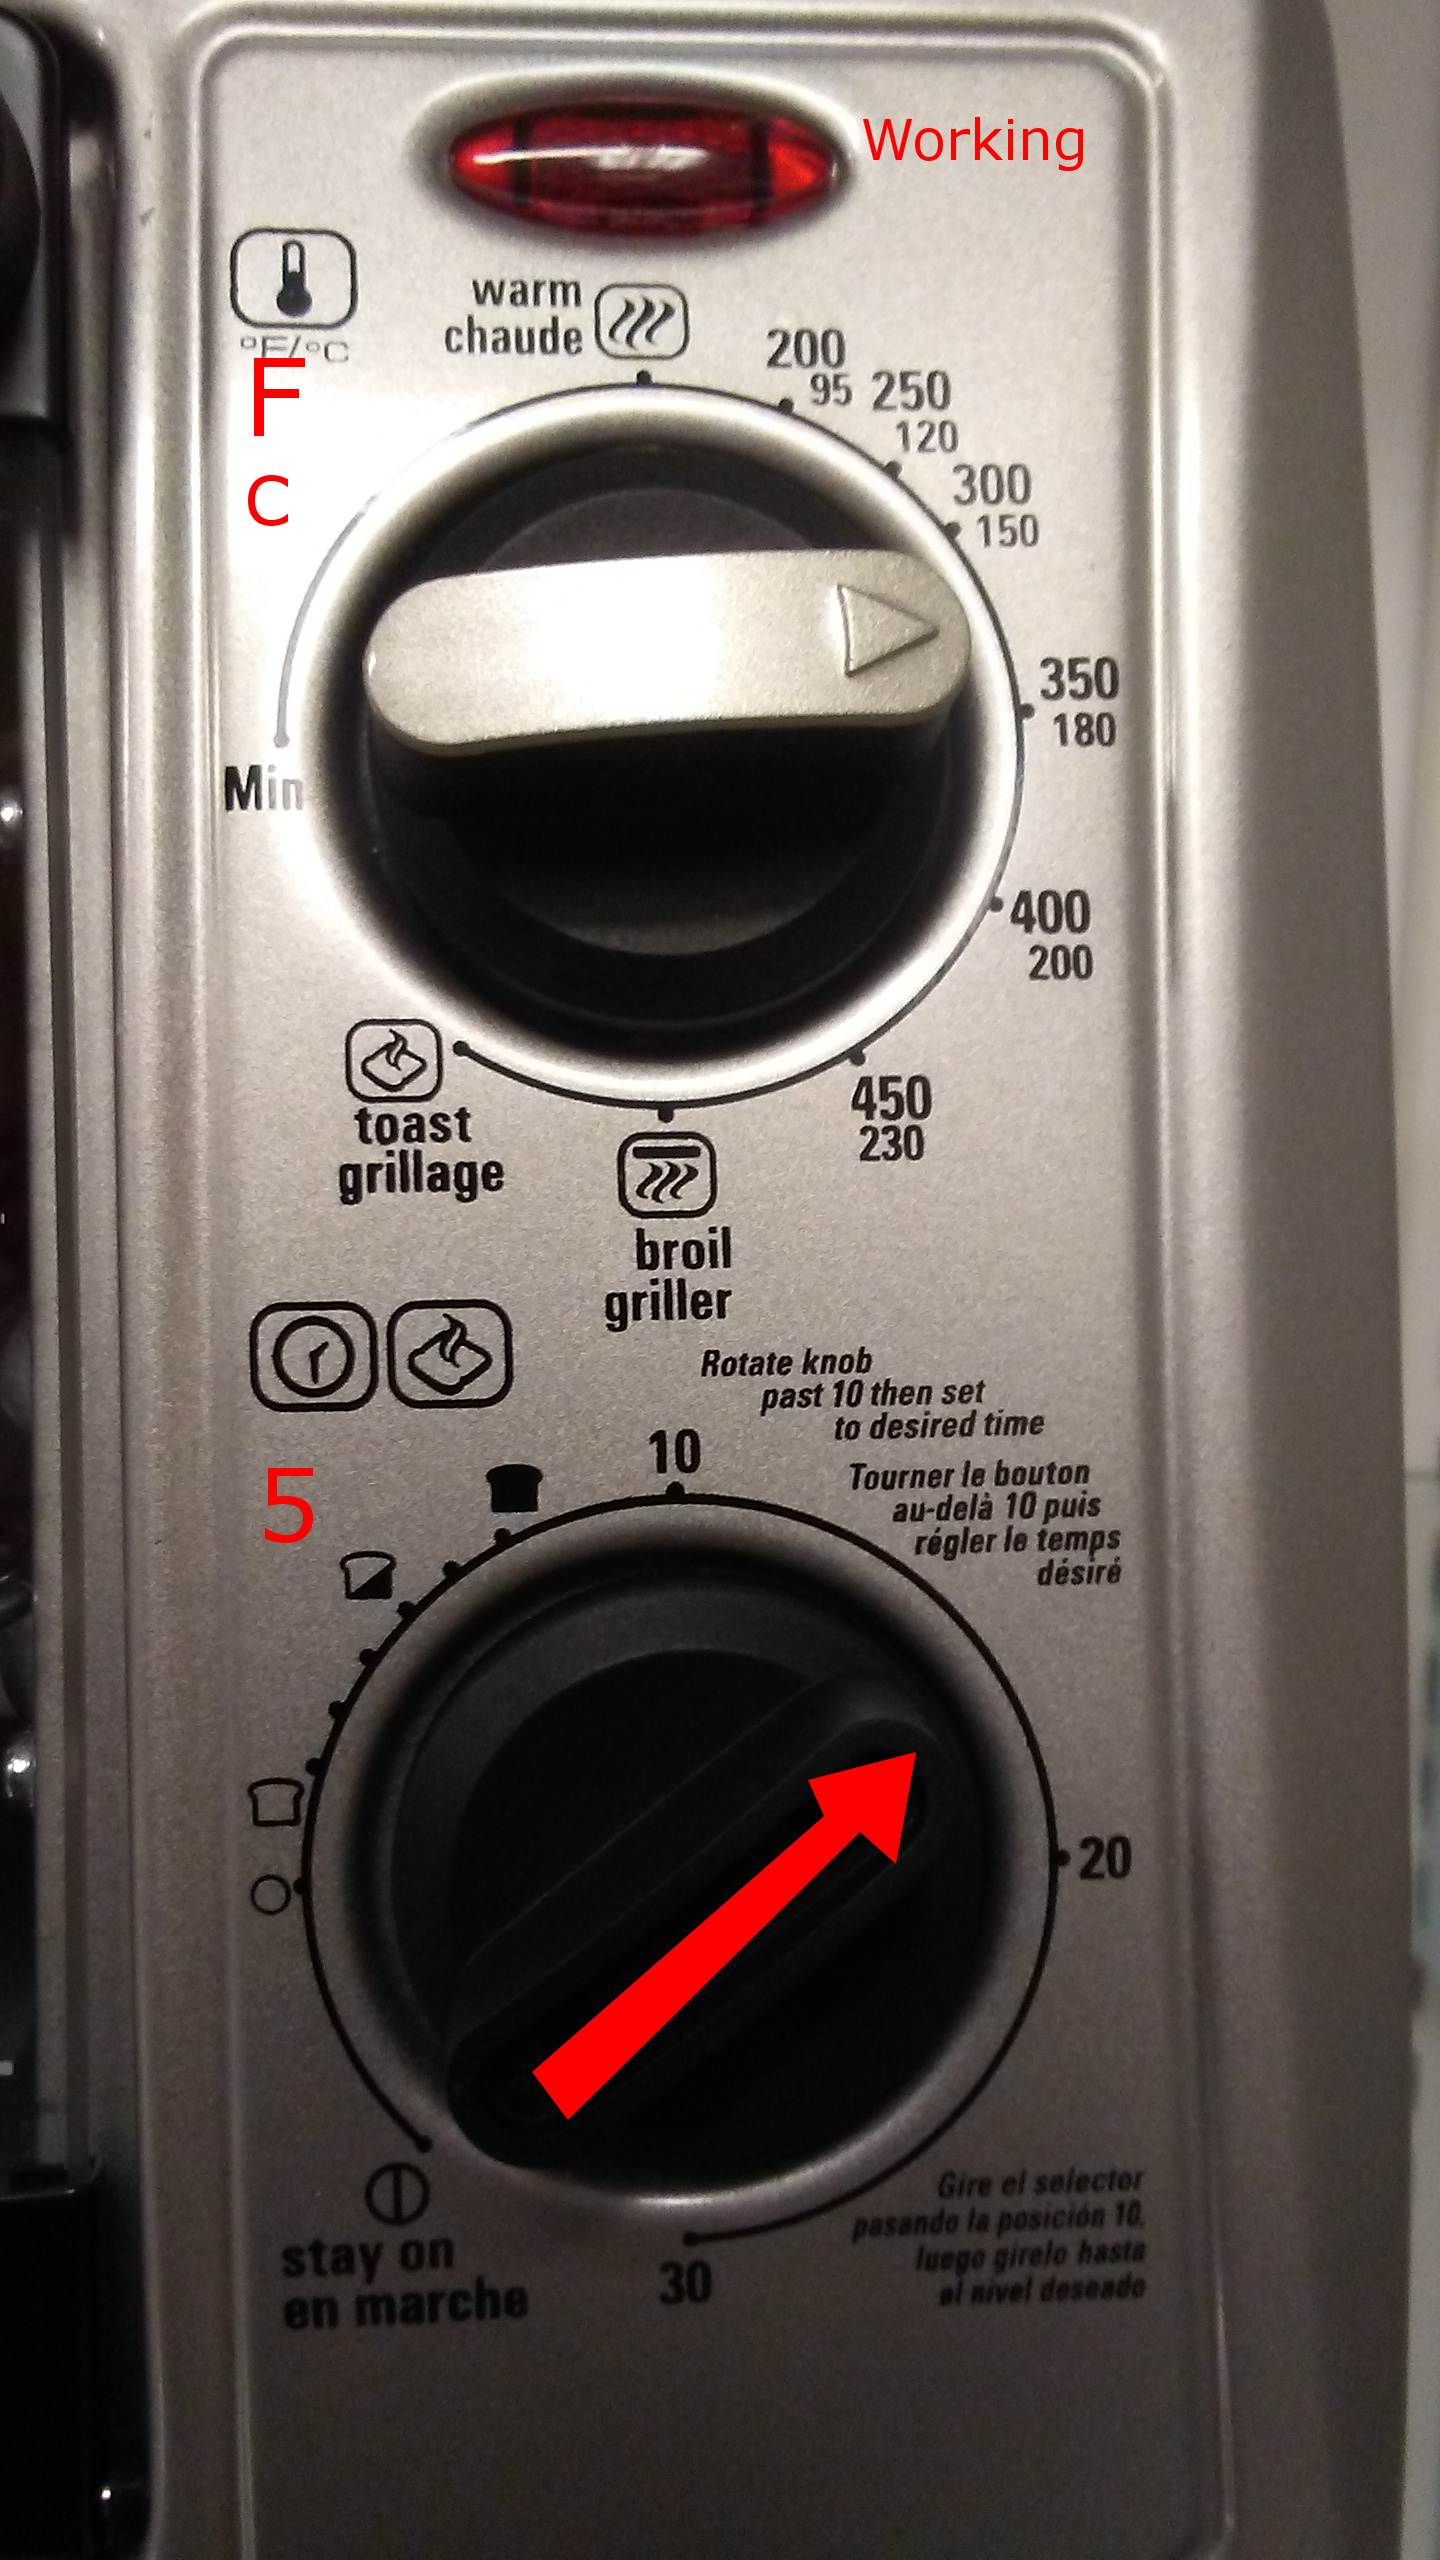 Working
°F/°C
F
C
warm
chaude
200
95
250
120
300
150
350
180
400
200
450
230
Min
toast
grillage
broil
griller
Rotate knob
past 10 then set
to desired time
10
5
Tourner le bouton
au-delà 10 puis
régler le temps
désiré
20
Gire el selector
pasando la posición 10,
luego girelo hasta
el nivel deseado
stay on
en marche
30